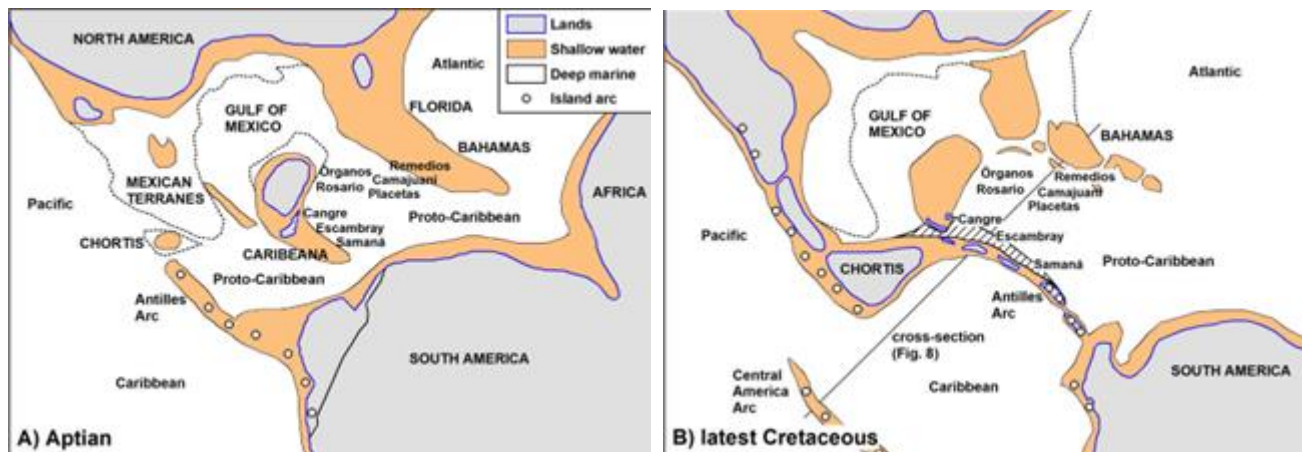 NORTH AMERICA
Lands
Shallow water
Deep marine
Island arc
Atlantic
FLORIDA
GULF OF
MEXICO
BAHAMAS
Órganos
Rosario
Remedios
Camajuani
Placetas
AFRICA
MEXICAN
TERRANES
Pacific
Cangre
Escambray
Samaná
Proto-Caribbean
CHORTIS
CARIBEANA
Proto-Caribbean
Antilles
Arc
SOUTH AMERICA
Caribbean
A) Aptian
Atlantic
GULF OF
MEXICO
BAHAMAS
Órganos
Rosario
Remedios
Camajuani
Placetas
Cangre
Escambray
Pacific
CHORTIS
Samaná
Proto-Caribbean
Antilles
Arc
cross-section
(Fig. 8)
Central
America
Arc
Caribbean
SOUTH AMERICA
B) latest Cretaceous